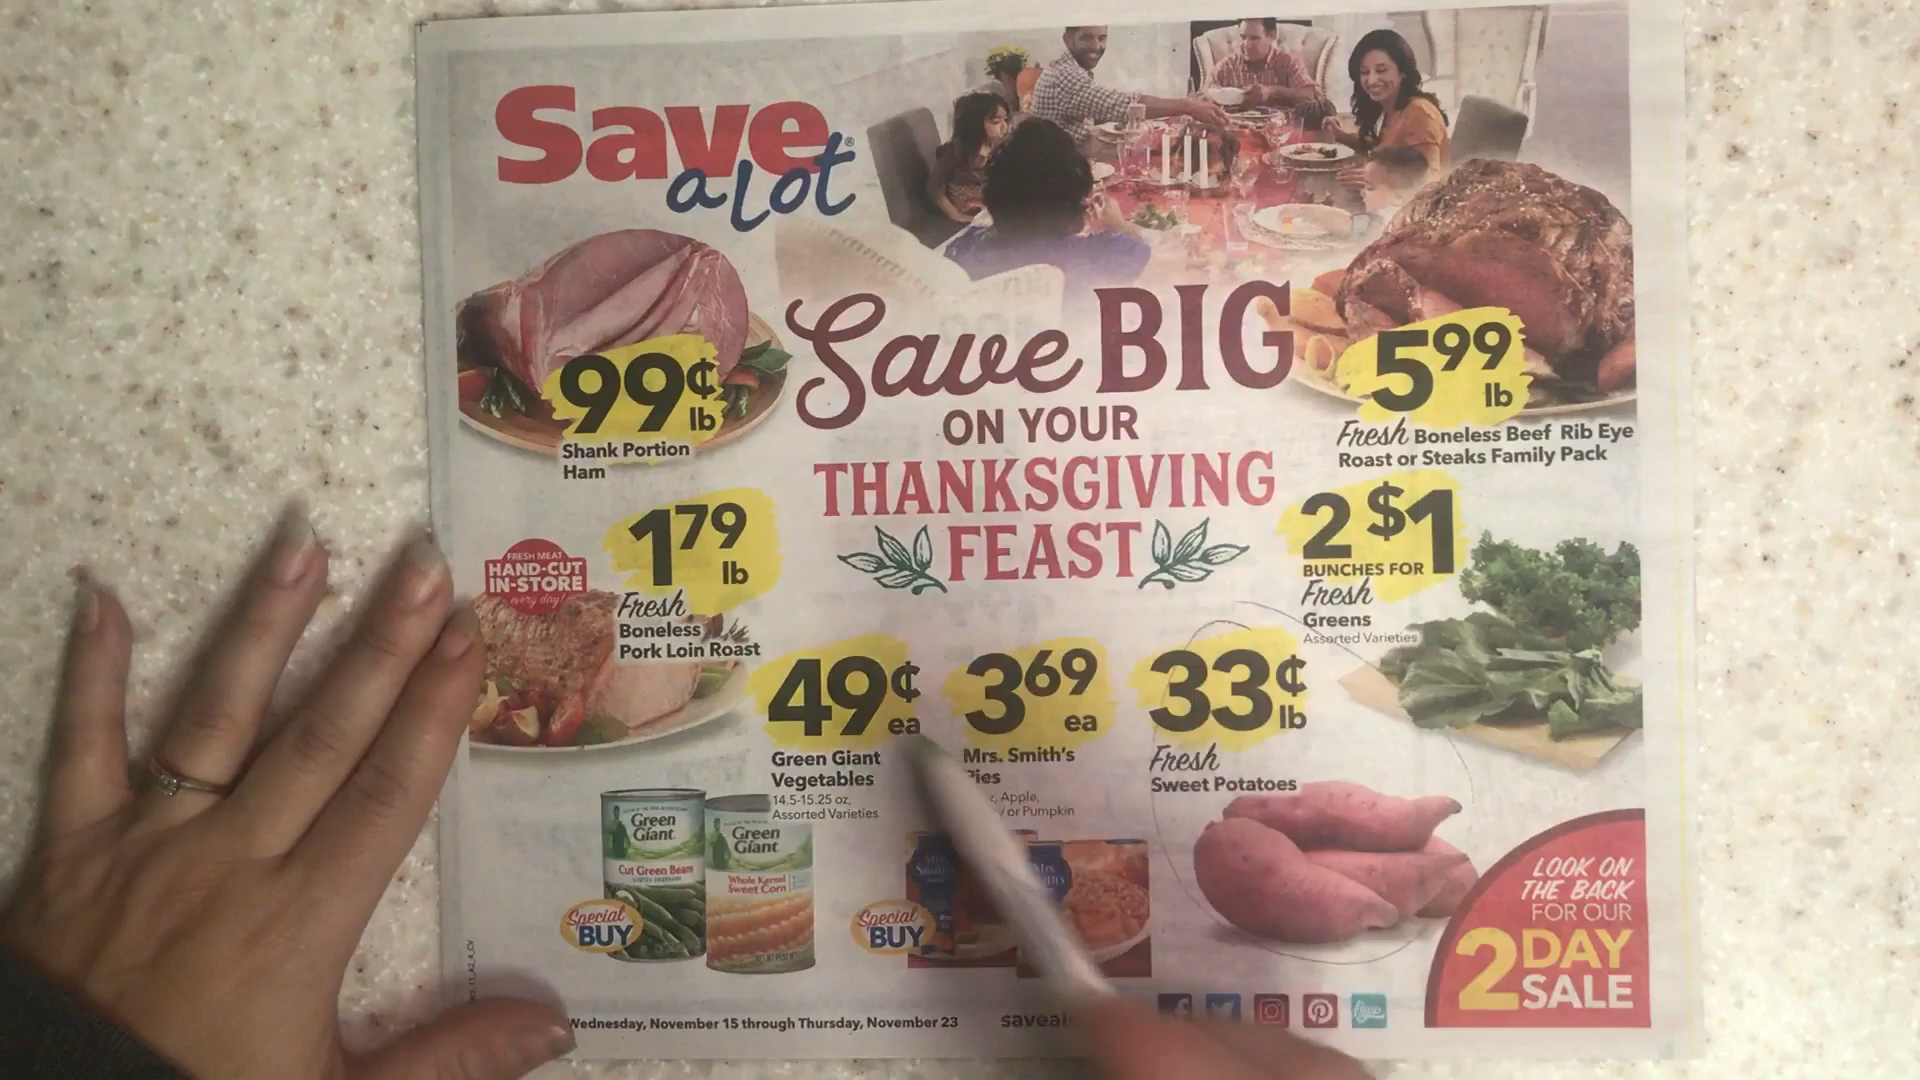 Save
a lot®
Save BIG
ON YOUR
THANKSGIVING
FEAST
99¢
lb
Shank Portion
Ham
5 99
lb
Fresh Boneless Beef Rib Eye
Roast or Steaks Family Pack
FRESH MEAT
HAND-CUT
IN-STORE
every day!
1 79
lb
Fresh
Boneless
Pork Loin Roast
2 $1
BUNCHES FOR
Fresh
Greens
Assorted Varieties
49¢
ea
Green Giant
Vegetables
14.5-15.25 oz,
Assorted Varieties
Green
Giant
Cut Green Beans
Green
Giant
Whole Kernel
Sweet Corn
Special
BUY
3 69
ea
Mrs. Smith's
Apple,
or Pumpkin
Special
BUY
33¢
lb
Fresh
Sweet Potatoes
LOOK ON
THE BACK
FOR OUR
2 DAY
SALE
Wednesday, November 15 through Thursday, November 23